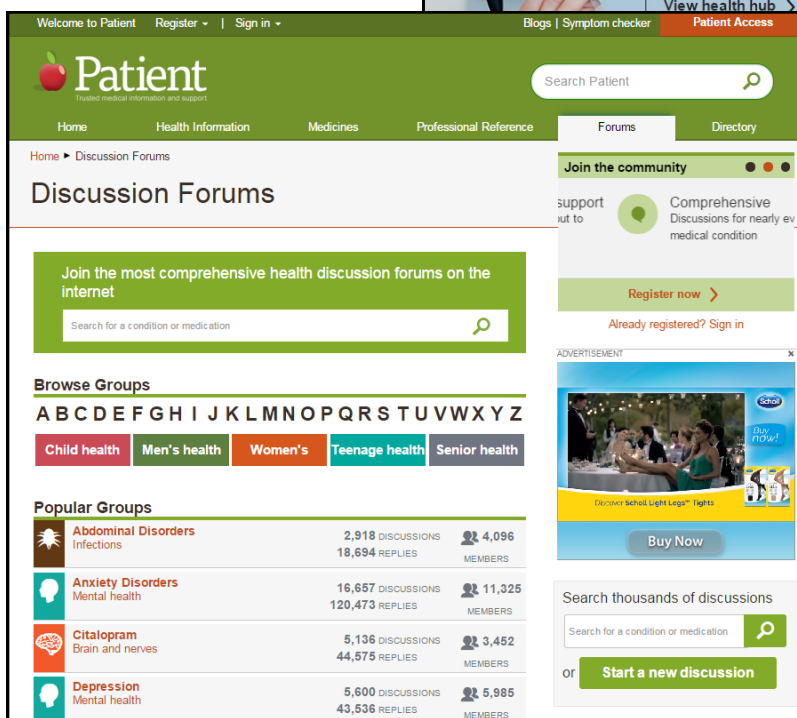 View health hub >
Welcome to Patient Register | Sign in Blogs | Symptom checker Patient Access
Patient
Trusted medical information and support
Search Patient
Home Health Information Medicines Professional Reference Forums Directory
Home ► Discussion Forums
Discussion Forums
Join the community
support
out to
Comprehensive
Discussions for nearly ev
medical condition
Register now >
Already registered? Sign in
Join the most comprehensive health discussion forums on the
internet
Search for a condition or medication
Browse Groups
A B C D E F G H I J K L M N O P Q R S T U V W X Y Z
Child health Men's health Women's Teenage health Senior health
Popular Groups
Abdominal Disorders
Infections
2,918 DISCUSSIONS
18,694 REPLIES
4,096
MEMBERS
Anxiety Disorders
Mental health
16,657 DISCUSSIONS
120,473 REPLIES
11,325
MEMBERS
Citalopram
Brain and nerves
5,136 DISCUSSIONS
44,575 REPLIES
3,452
MEMBERS
Depression
Mental health
5,600 DISCUSSIONS
43,536 REPLIES
5,985
MEMBERS
ADVERTISEMENT x
Scholl
Buy
now!
Discover Scholl Light Legs™ Tights
Buy Now
Search thousands of discussions
Search for a condition or medication
or Start a new discussion